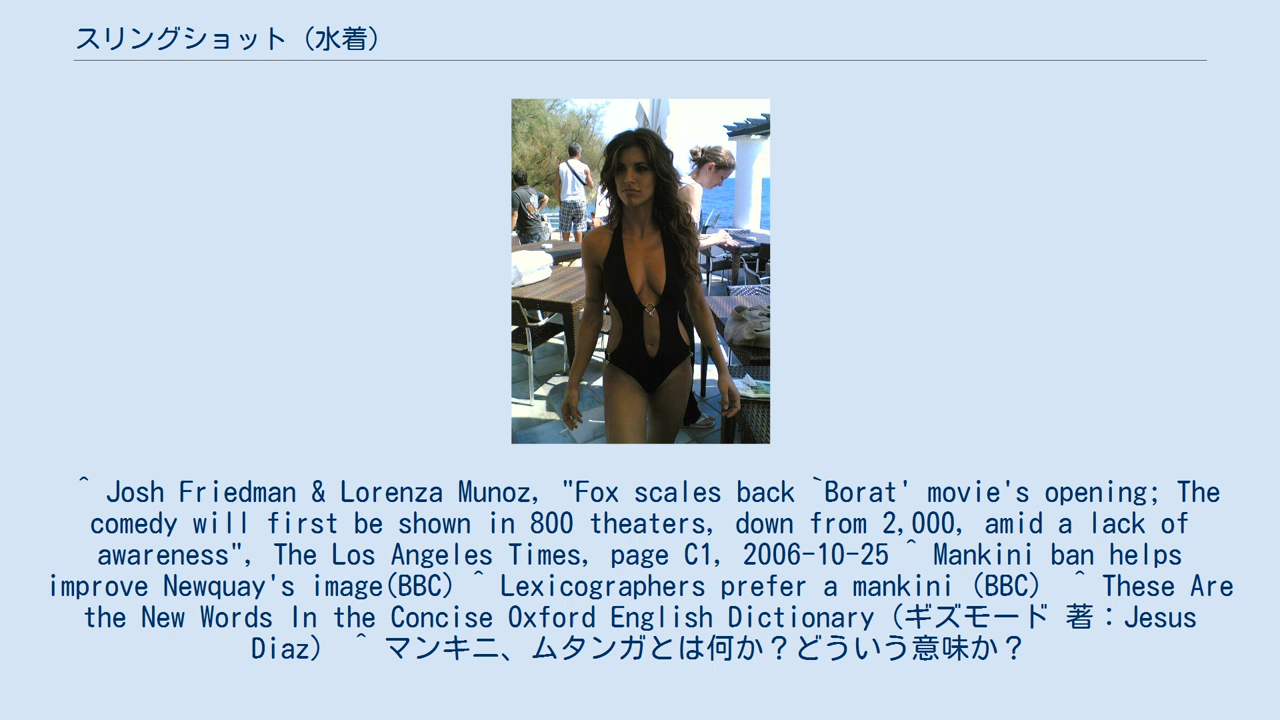 スリングショット（水着）
^ Josh Friedman & Lorenza Munoz, "Fox scales back `Borat' movie's opening; The
comedy will first be shown in 800 theaters, down from 2,000, amid a lack of
awareness", The Los Angeles Times, page C1, 2006-10-25 ^ Mankini ban helps
improve Newquay's image(BBC) ^ Lexicographers prefer a mankini（BBC） ^ These Are
the New Words In the Concise Oxford English Dictionary（ギズモード 著：Jesus
Diaz） ^ マンキニ、ムタンガとは何か？どういう意味か？